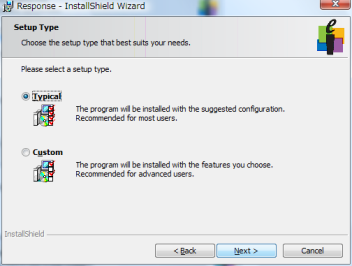 Response - InstallShield Wizard
Setup Type
Choose the setup type that best suits your needs.
Please select a setup type.
Typical
The program will be installed with the suggested configuration.
Recommended for most users.
Custom
The program will be installed with the features you choose.
Recommended for advanced users.
InstallShield
< Back
Next >
Cancel